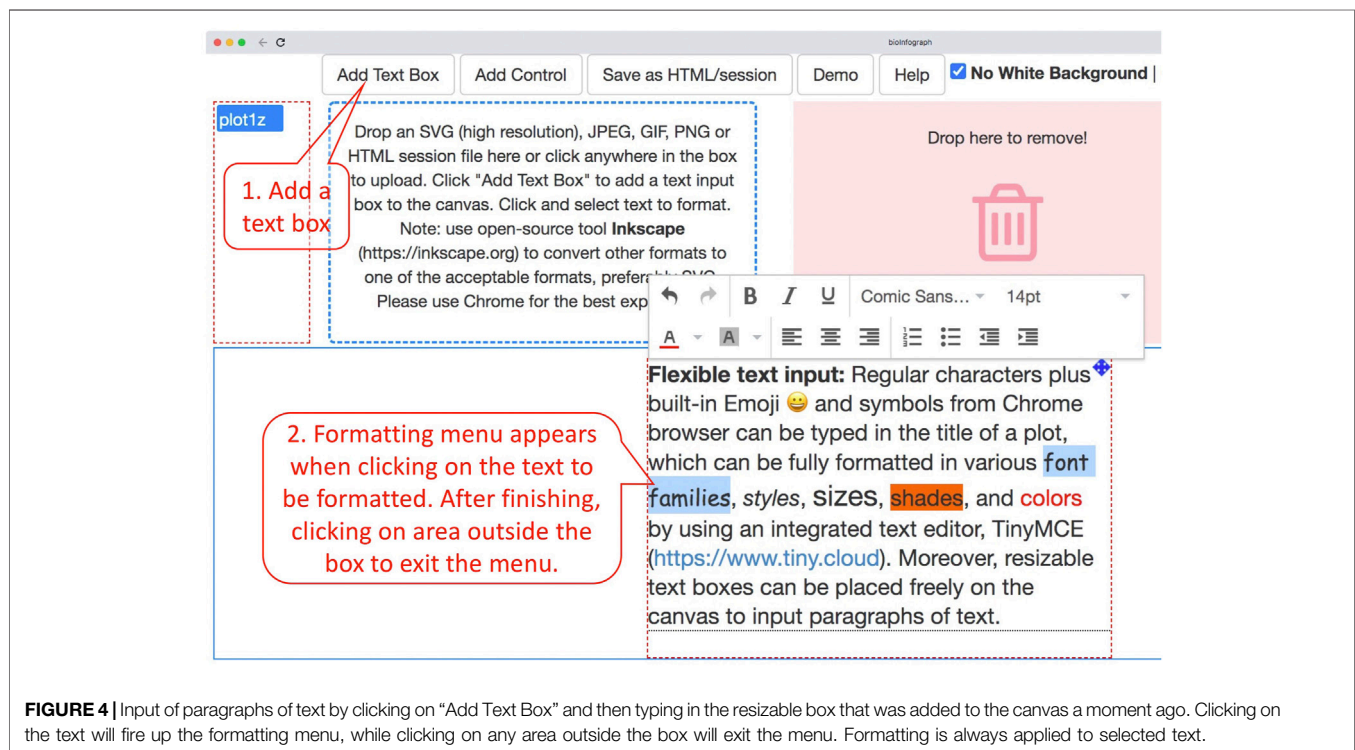 bioInfograph
Add Text Box
Add Control
Save as HTML/session
Demo
Help
No White Background |
plot1z
Drop an SVG (high resolution), JPEG, GIF, PNG or
HTML session file here or click anywhere in the box
to upload. Click "Add Text Box" to add a text input
box to the canvas. Click and select text to format.
Note: use open-source tool Inkscape
(https://inkscape.org) to convert other formats to
one of the acceptable formats,
Please use Chrome for the best
Drop here to remove!
1. Add a
text box
B I U Comic Sans... 14pt
A A
Flexible text input: Regular characters plus
built-in Emoji 😀 and symbols from Chrome
browser can be typed in the title of a plot,
which can be fully formatted in various font
families, styles, sizes, shades, and colors
by using an integrated text editor, TinyMCE
(https://www.tiny.cloud). Moreover, resizable
text boxes can be placed freely on the
canvas to input paragraphs of text.
2. Formatting menu appears
when clicking on the text to
be formatted. After finishing,
clicking on area outside the
box to exit the menu.
FIGURE 4 | Input of paragraphs of text by clicking on “Add Text Box” and then typing in the resizable box that was added to the canvas a moment ago. Clicking on
the text will fire up the formatting menu, while clicking on any area outside the box will exit the menu. Formatting is always applied to selected text.